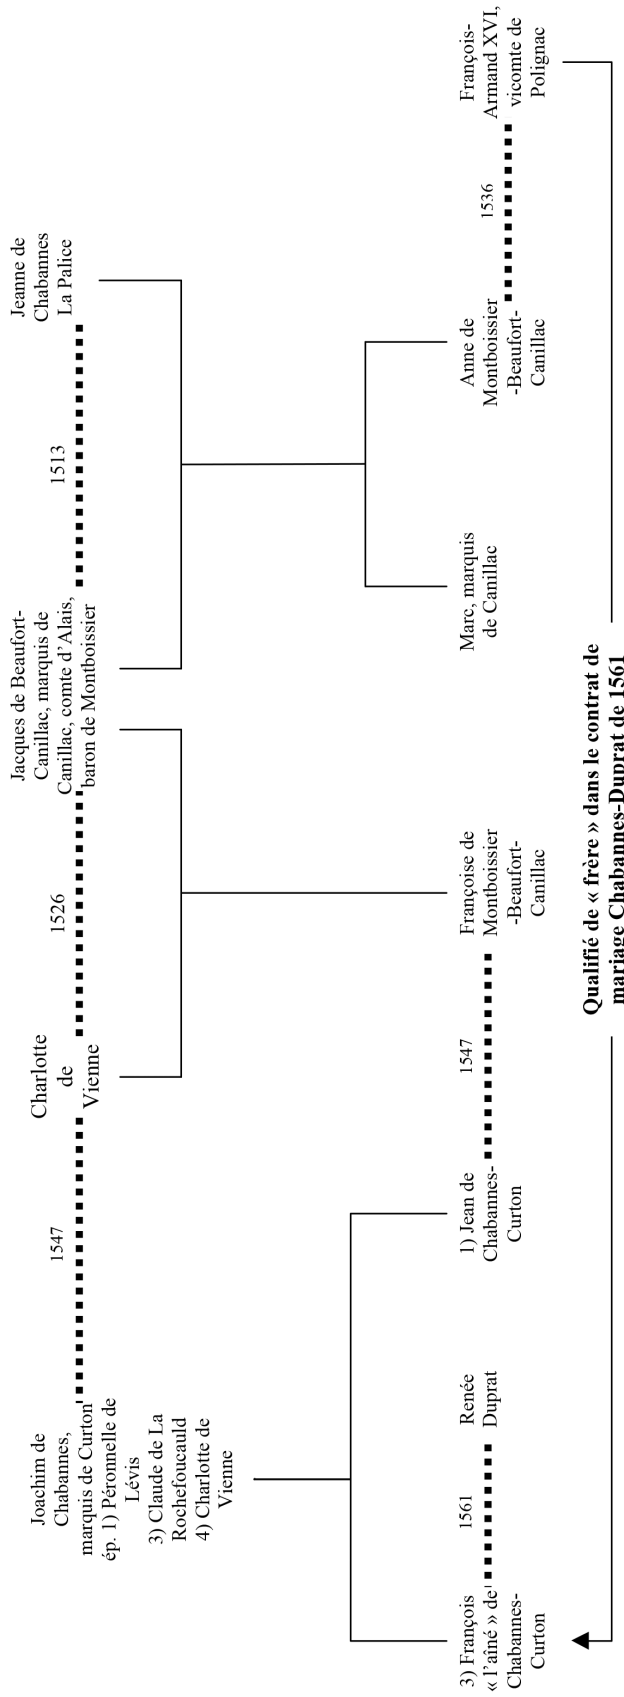 Joachim de
Chabannes,
marquis de Curton
ép. 1) Péronnelle de
Lévis
3) Claude de La
Rochefoucauld
4) Charlotte de
Vienne
1547
Charlotte
de
Vienne
1526
Jacques de Beaufort-
Canillac, marquis de
Canillac, comte d'Alais,
baron de Montboissier
1513
Jeanne de
Chabannes
La Palice
3) François
« l'aîné » de
Chabannes-
Curton
1561
Renée
Duprat
1) Jean de
Chabannes-
Curton
1547
Françoise de
Montboissier
-Beaufort-
Canillac
Marc, marquis
de Canillac
Anne de
Montboissier
-Beaufort-
Canillac
1536
François-
Armand XVI,
vicomte de
Polignac
Qualifié de « frère » dans le contrat de
mariage Chabannes-Duprat de 1561